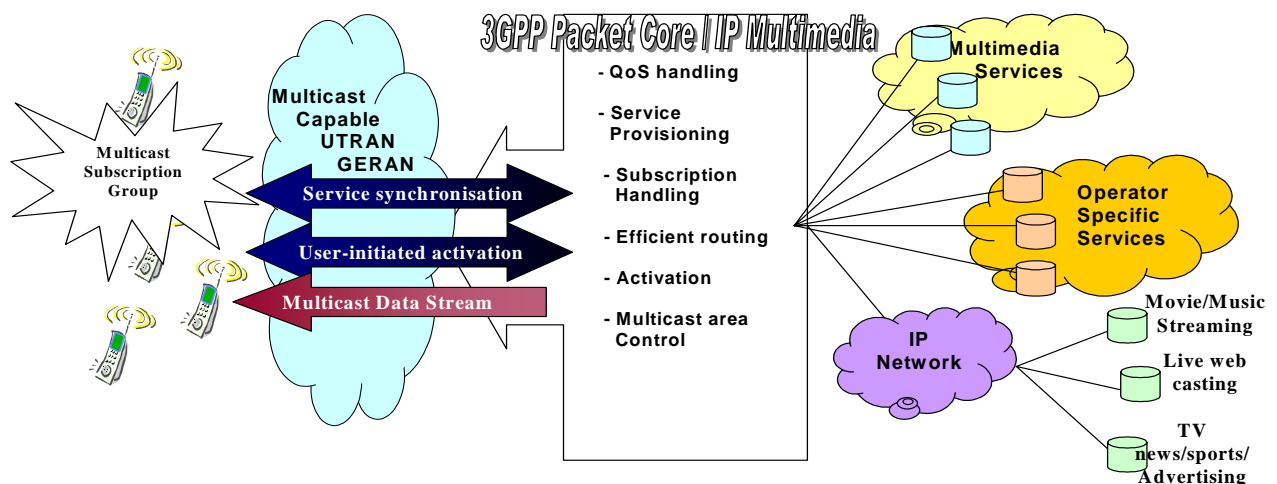 3GPP Packet Core / IP Multimedia
Multicast
Subscription
Group
Multicast
Capable
UTRAN
GERAN
Service synchronisation
User-initiated activation
Multicast Data Stream
- QoS handling
- Service
Provisioning
- Subscription
Handling
- Efficient routing
- Activation
- Multicast area
Control
Multimedia
Services
Operator
Specific
Services
IP
Network
Movie/Music
Streaming
Live web
casting
TV
news/sports/
Advertising